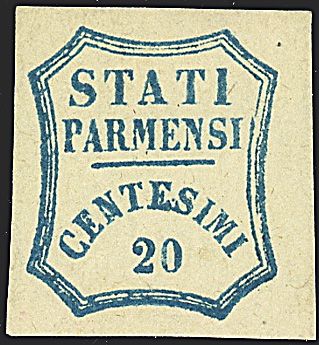 STATI
PARMENSI
CENTESIMI
20